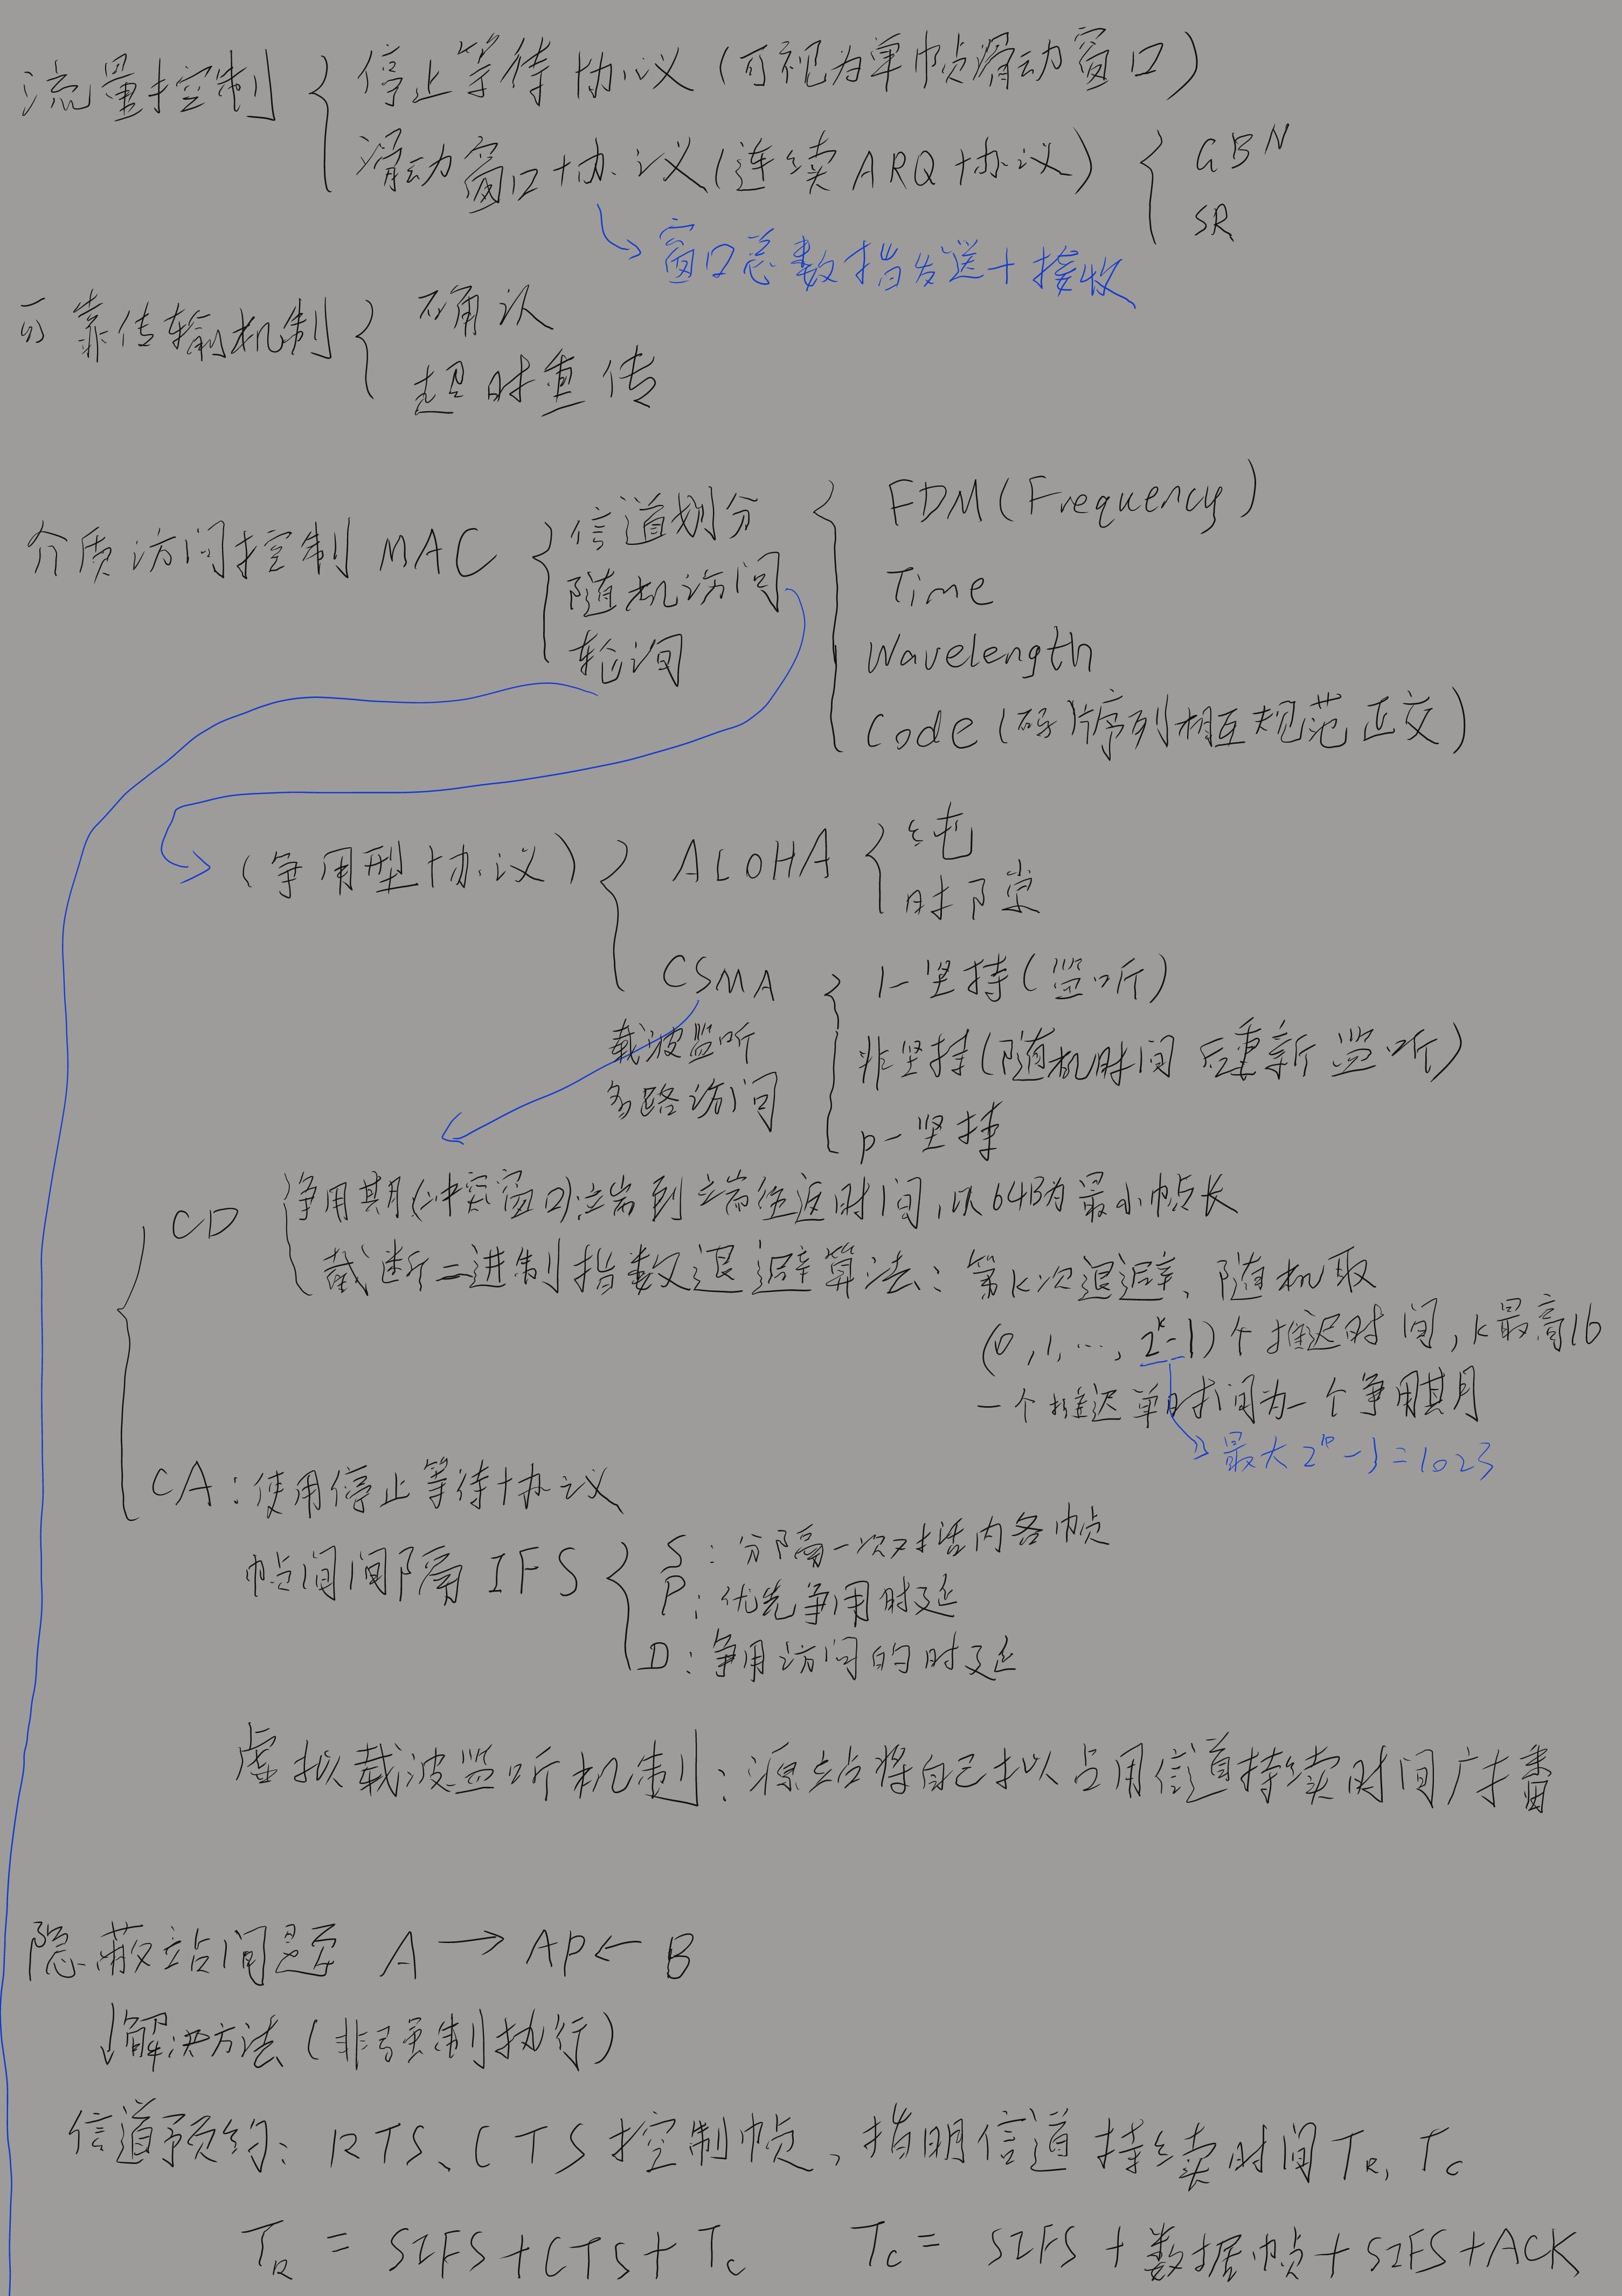 流量控制 { 停止等待协议 (可视为单帧滑动窗口)
滑动窗口协议 (连续ARQ协议) { GBN
SR
窗口总数指发送+接收
可靠传输机制 { 确认
超时重传
介质访问控制 MAC { 信道划分 { FDM (Frequency)
随机访问 Time
轮询 Wavelength
Code (码片序列相互规范正交)
(争用型协议) { ALOHA { 纯
时隙
CSMA { 1-坚持 (监听)
载波监听 非坚持 (随机时间后重新监听)
多路访问 p-坚持
CD { 争用期(冲突窗口):端到端往返时间,以64B为最小帧长
截断二进制指数退避算法: 第k次退避、随机取
(0, 1, …, 2^k-1) 个推迟时间, k最高16
一个推迟单时间为一个争用期
最大 2^10-1=1023
CA: 使用停止等待协议
帧间间隔 IFS { S: 分隔一次对话内各帧
P: 优先争用时延
D: 争用访问的时延
虚拟载波监听机制: 源站将自己拟占用信道持续时间广播
隐蔽站问题 A → AP ← B
↓解决方法 (非强制执行)
信道预约: RTS、CTS控制帧, 指明信道持续时间 T_R, T_C
T_R = SIFS + CTS + T_C T_C = SIFS + 数据帧 + SIFS + ACK